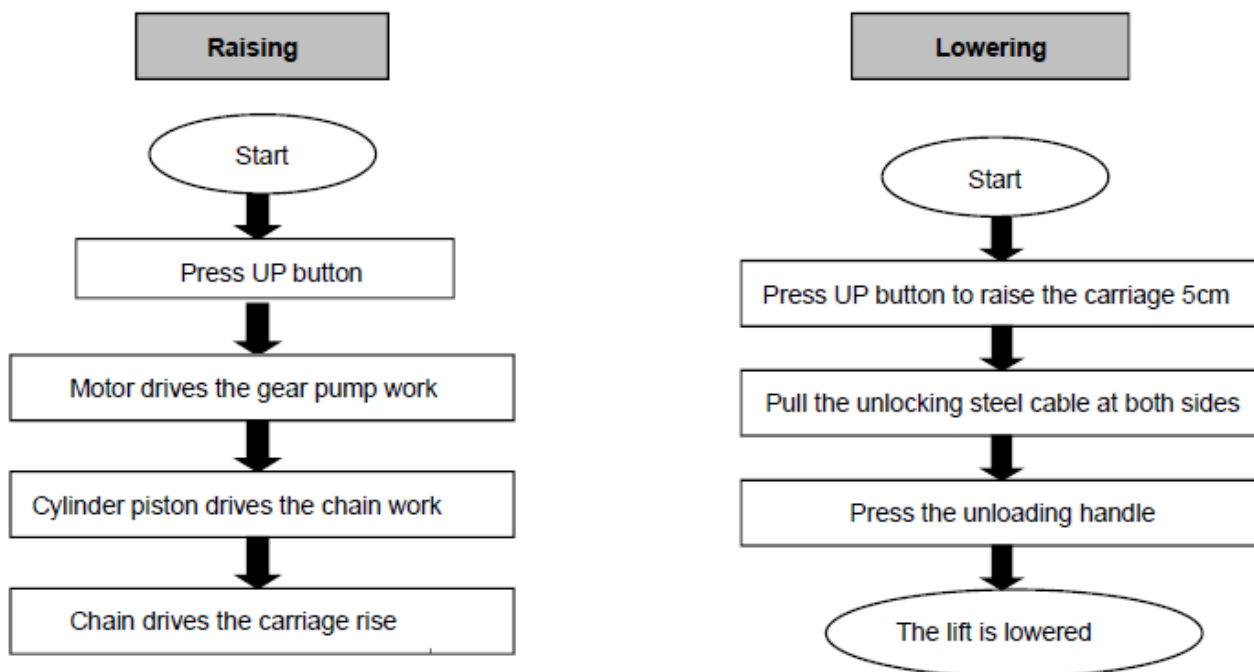 Raising
Start
Press UP button
Motor drives the gear pump work
Cylinder piston drives the chain work
Chain drives the carriage rise
Lowering
Start
Press UP button to raise the carriage 5cm
Pull the unlocking steel cable at both sides
Press the unloading handle
The lift is lowered